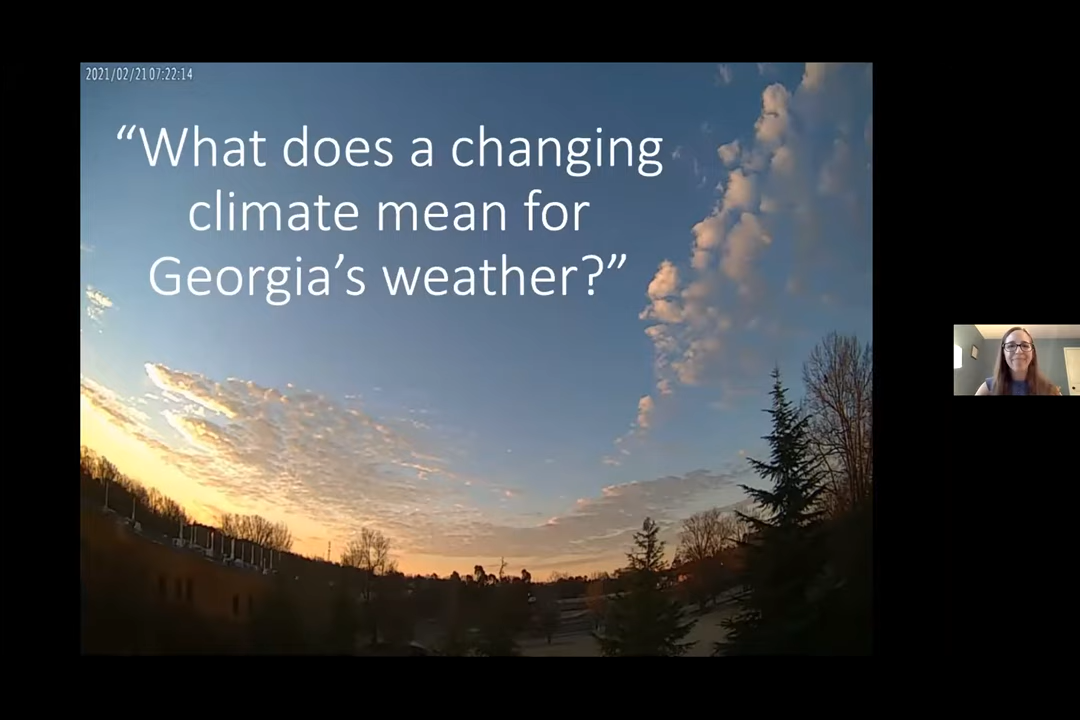 2021/02/21 07:22:14
“What does a changing
climate mean for
Georgia’s weather?”